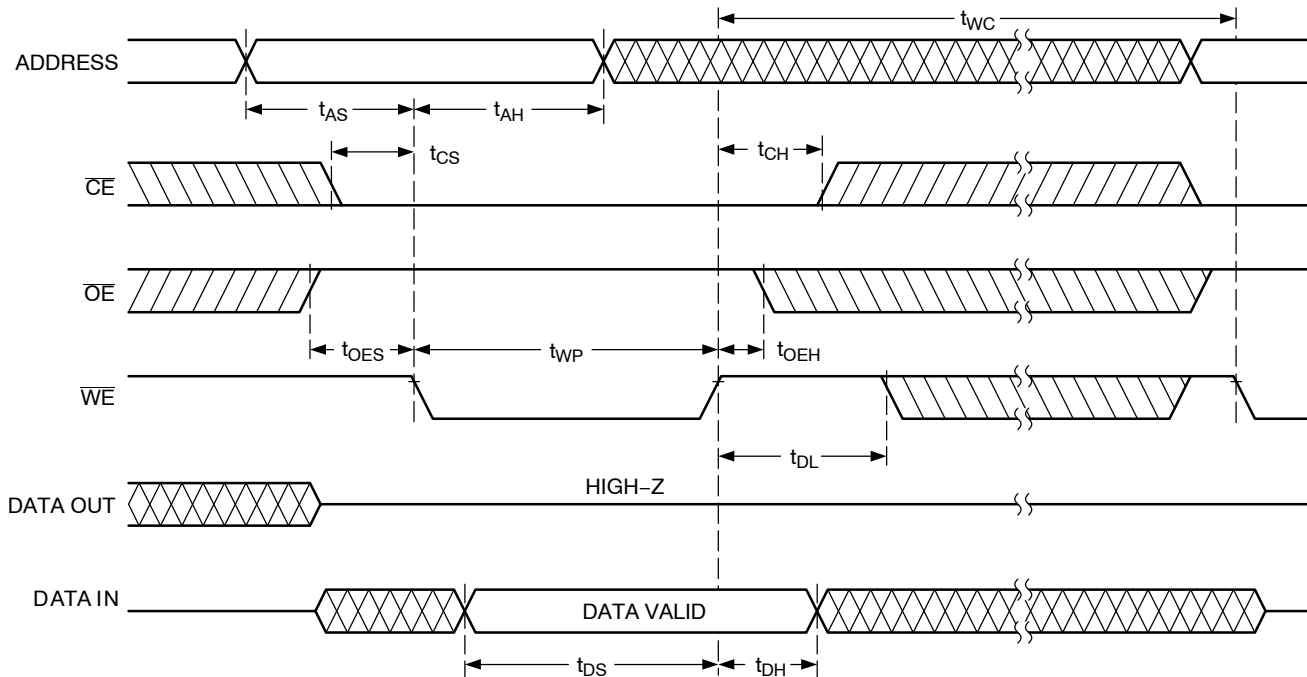 tWC
ADDRESS
tAS
tAH
tCS
tCH
CE
OE
tOES
tWP
tOEH
WE
tDL
HIGH–Z
DATA OUT
DATA IN
DATA VALID
tDS
tDH